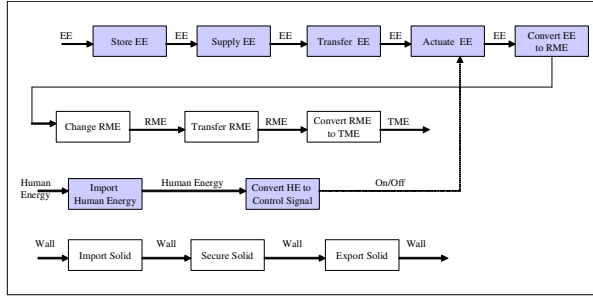 EE
Store EE
EE
Supply EE
EE
Transfer EE
EE
Actuate EE
EE
Convert EE
to RME
Change RME
RME
Transfer RME
RME
Convert RME
to TME
TME
Human
Energy
Import
Human Energy
Human Energy
Convert HE to
Control Signal
On/Off
Wall
Import Solid
Wall
Secure Solid
Wall
Export Solid
Wall